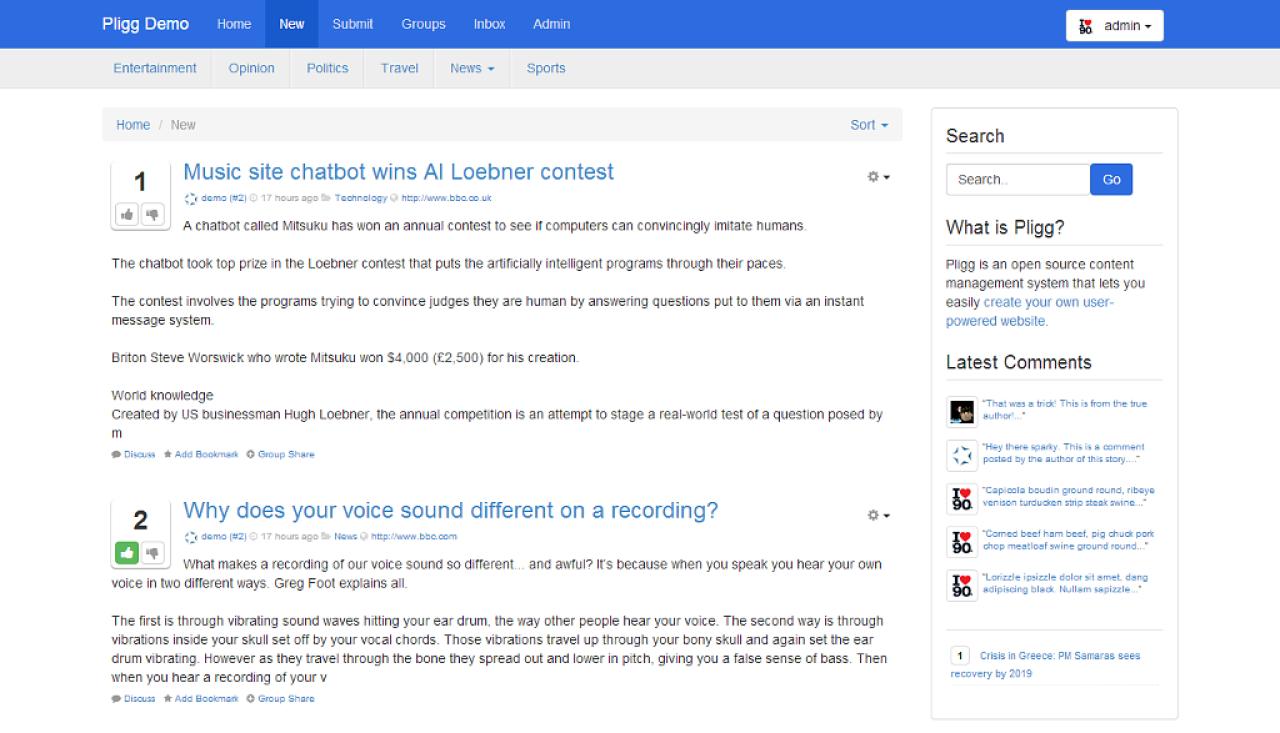 Pligg Demo Home New Submit Groups Inbox Admin admin
Entertainment Opinion Politics Travel News Sports
Home / New Sort
1
Music site chatbot wins AI Loebner contest
demo (#2) 17 hours ago Technology http://www.bbc.co.uk
A chatbot called Mitsuku has won an annual contest to see if computers can convincingly imitate humans.
The chatbot took top prize in the Loebner contest that puts the artificially intelligent programs through their paces.
The contest involves the programs trying to convince judges they are human by answering questions put to them via an instant
message system.
Briton Steve Worswick who wrote Mitsuku won $4,000 (£2,500) for his creation.
World knowledge
Created by US businessman Hugh Loebner, the annual competition is an attempt to stage a real-world test of a question posed by
m
Discuss Add Bookmark Group Share
2
Why does your voice sound different on a recording?
demo (#2) 17 hours ago News http://www.bbc.com
What makes a recording of our voice sound so different... and awful? It's because when you speak you hear your own
voice in two different ways. Greg Foot explains all.
The first is through vibrating sound waves hitting your ear drum, the way other people hear your voice. The second way is through
vibrations inside your skull set off by your vocal chords. Those vibrations travel up through your bony skull and again set the ear
drum vibrating. However as they travel through the bone they spread out and lower in pitch, giving you a false sense of bass. Then
when you hear a recording of your v
Discuss Add Bookmark Group Share
Search
Search.. Go
What is Pligg?
Pligg is an open source content
management system that lets you
easily create your own user-
powered website.
Latest Comments
"That was a trick! This is from the true
author!..."
"Hey there sparky. This is a comment
posted by the author of this story...."
I ♥
90.
"Capicola boudin ground round, ribeye
venison turducken strip steak swine..."
I ♥
90.
"Corned beef ham beef, pig chuck pork
chop meatloaf swine ground round..."
I ♥
90.
"Lorizzle ipsizzle dolor sit amet, dang
adipiscing black. Nullam sapizzle..."
1 Crisis in Greece: PM Samaras sees
recovery by 2019